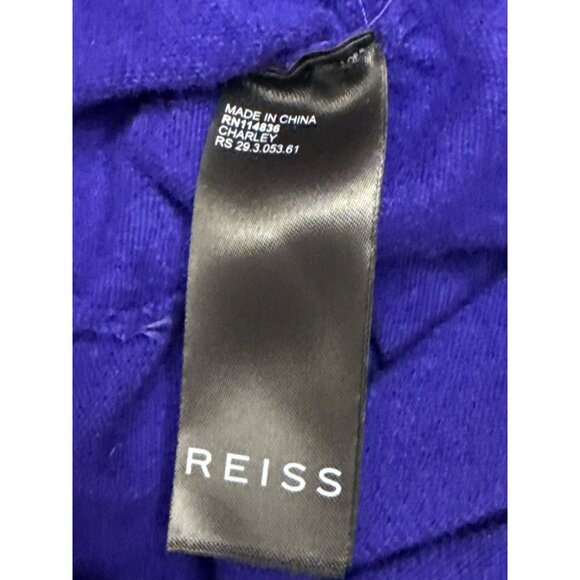 MADE IN CHINA
RN114836
CHARLEY
RS 29.3.053.61
REISS